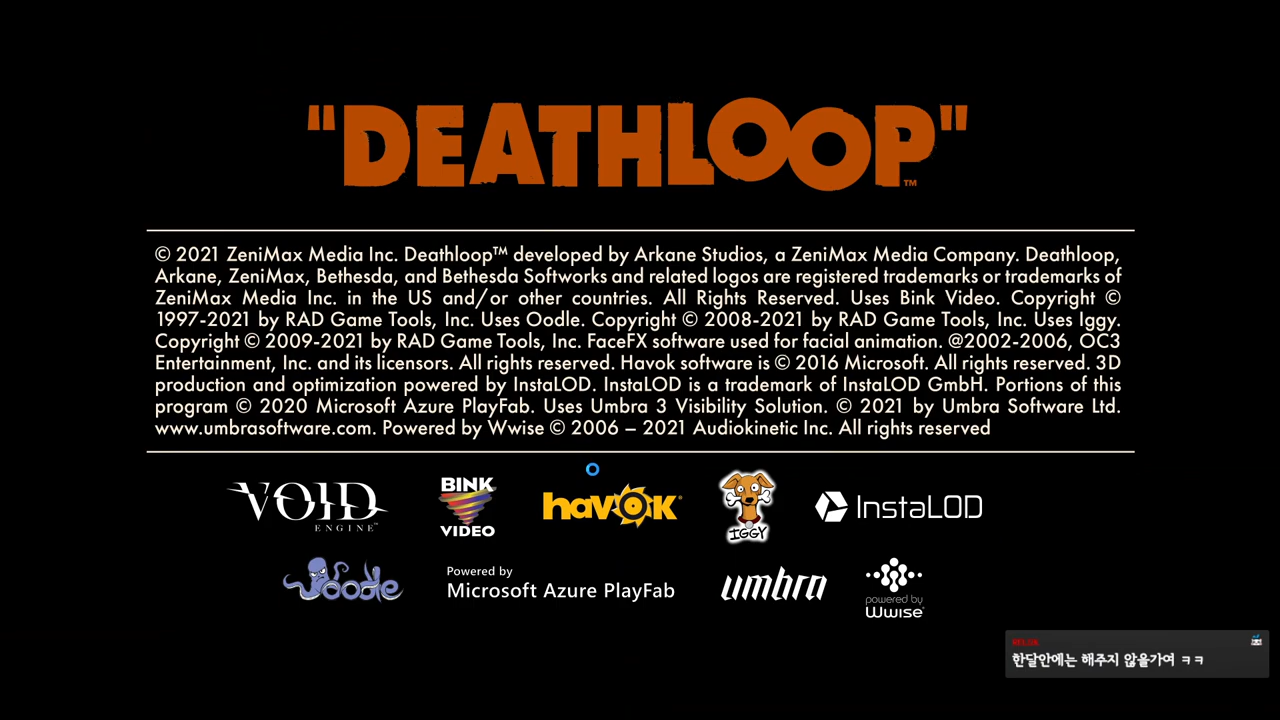 "DEATHLOOP"™
© 2021 ZeniMax Media Inc. Deathloop™ developed by Arkane Studios, a ZeniMax Media Company. Deathloop,
Arkane, ZeniMax, Bethesda, and Bethesda Softworks and related logos are registered trademarks or trademarks of
ZeniMax Media Inc. in the US and/or other countries. All Rights Reserved. Uses Bink Video. Copyright ©
1997-2021 by RAD Game Tools, Inc. Uses Oodle. Copyright © 2008-2021 by RAD Game Tools, Inc. Uses Iggy.
Copyright © 2009-2021 by RAD Game Tools, Inc. FaceFX software used for facial animation. @2002-2006, OC3
Entertainment, Inc. and its licensors. All rights reserved. Havok software is © 2016 Microsoft. All rights reserved. 3D
production and optimization powered by InstaLOD. InstaLOD is a trademark of InstaLOD GmbH. Portions of this
program © 2020 Microsoft Azure PlayFab. Uses Umbra 3 Visibility Solution. © 2021 by Umbra Software Ltd.
www.umbrasoftware.com. Powered by Wwise © 2006 – 2021 Audiokinetic Inc. All rights reserved
VOID
ENGINE™
BINK
VIDEO
havok®
IGGY
InstaLOD
oodle
Powered by
Microsoft Azure PlayFab
umbra
powered by
Wwise
한달안에는 해주지 않을가여 ㅋㅋ